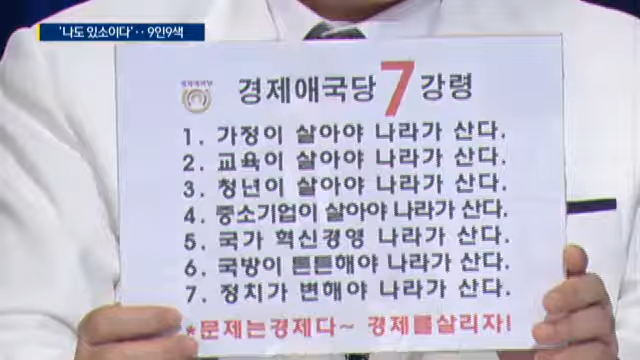 '나도 있소이다'‥ 9인9색
경제애국당 7 강령
1. 가정이 살아야 나라가 산다.
2. 교육이 살아야 나라가 산다.
3. 청년이 살아야 나라가 산다.
4. 중소기업이 살아야 나라가 산다.
5. 국가 혁신경영 나라가 산다.
6. 국방이 튼튼해야 나라가 산다.
7. 정치가 변해야 나라가 산다.
★문제는경제다~ 경제를살리자!